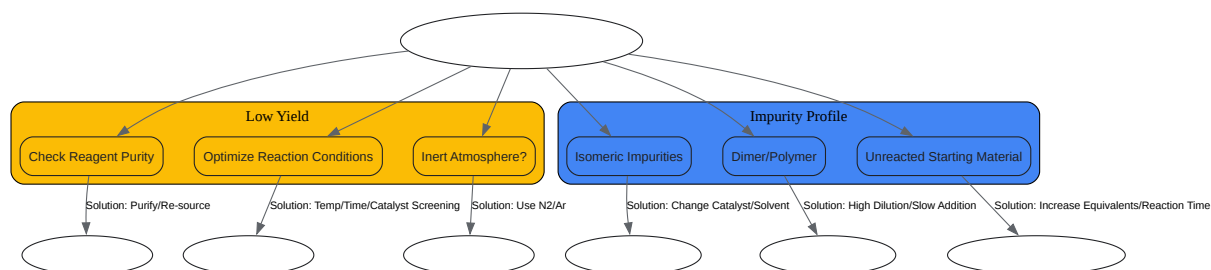 Low Yield
Impurity Profile
Check Reagent Purity
Optimize Reaction Conditions
Inert Atmosphere?
Isomeric Impurities
Dimer/Polymer
Unreacted Starting Material
Solution: Purify/Re-source
Solution: Temp/Time/Catalyst Screening
Solution: Use N2/Ar
Solution: Change Catalyst/Solvent
Solution: High Dilution/Slow Addition
Solution: Increase Equivalents/Reaction Time